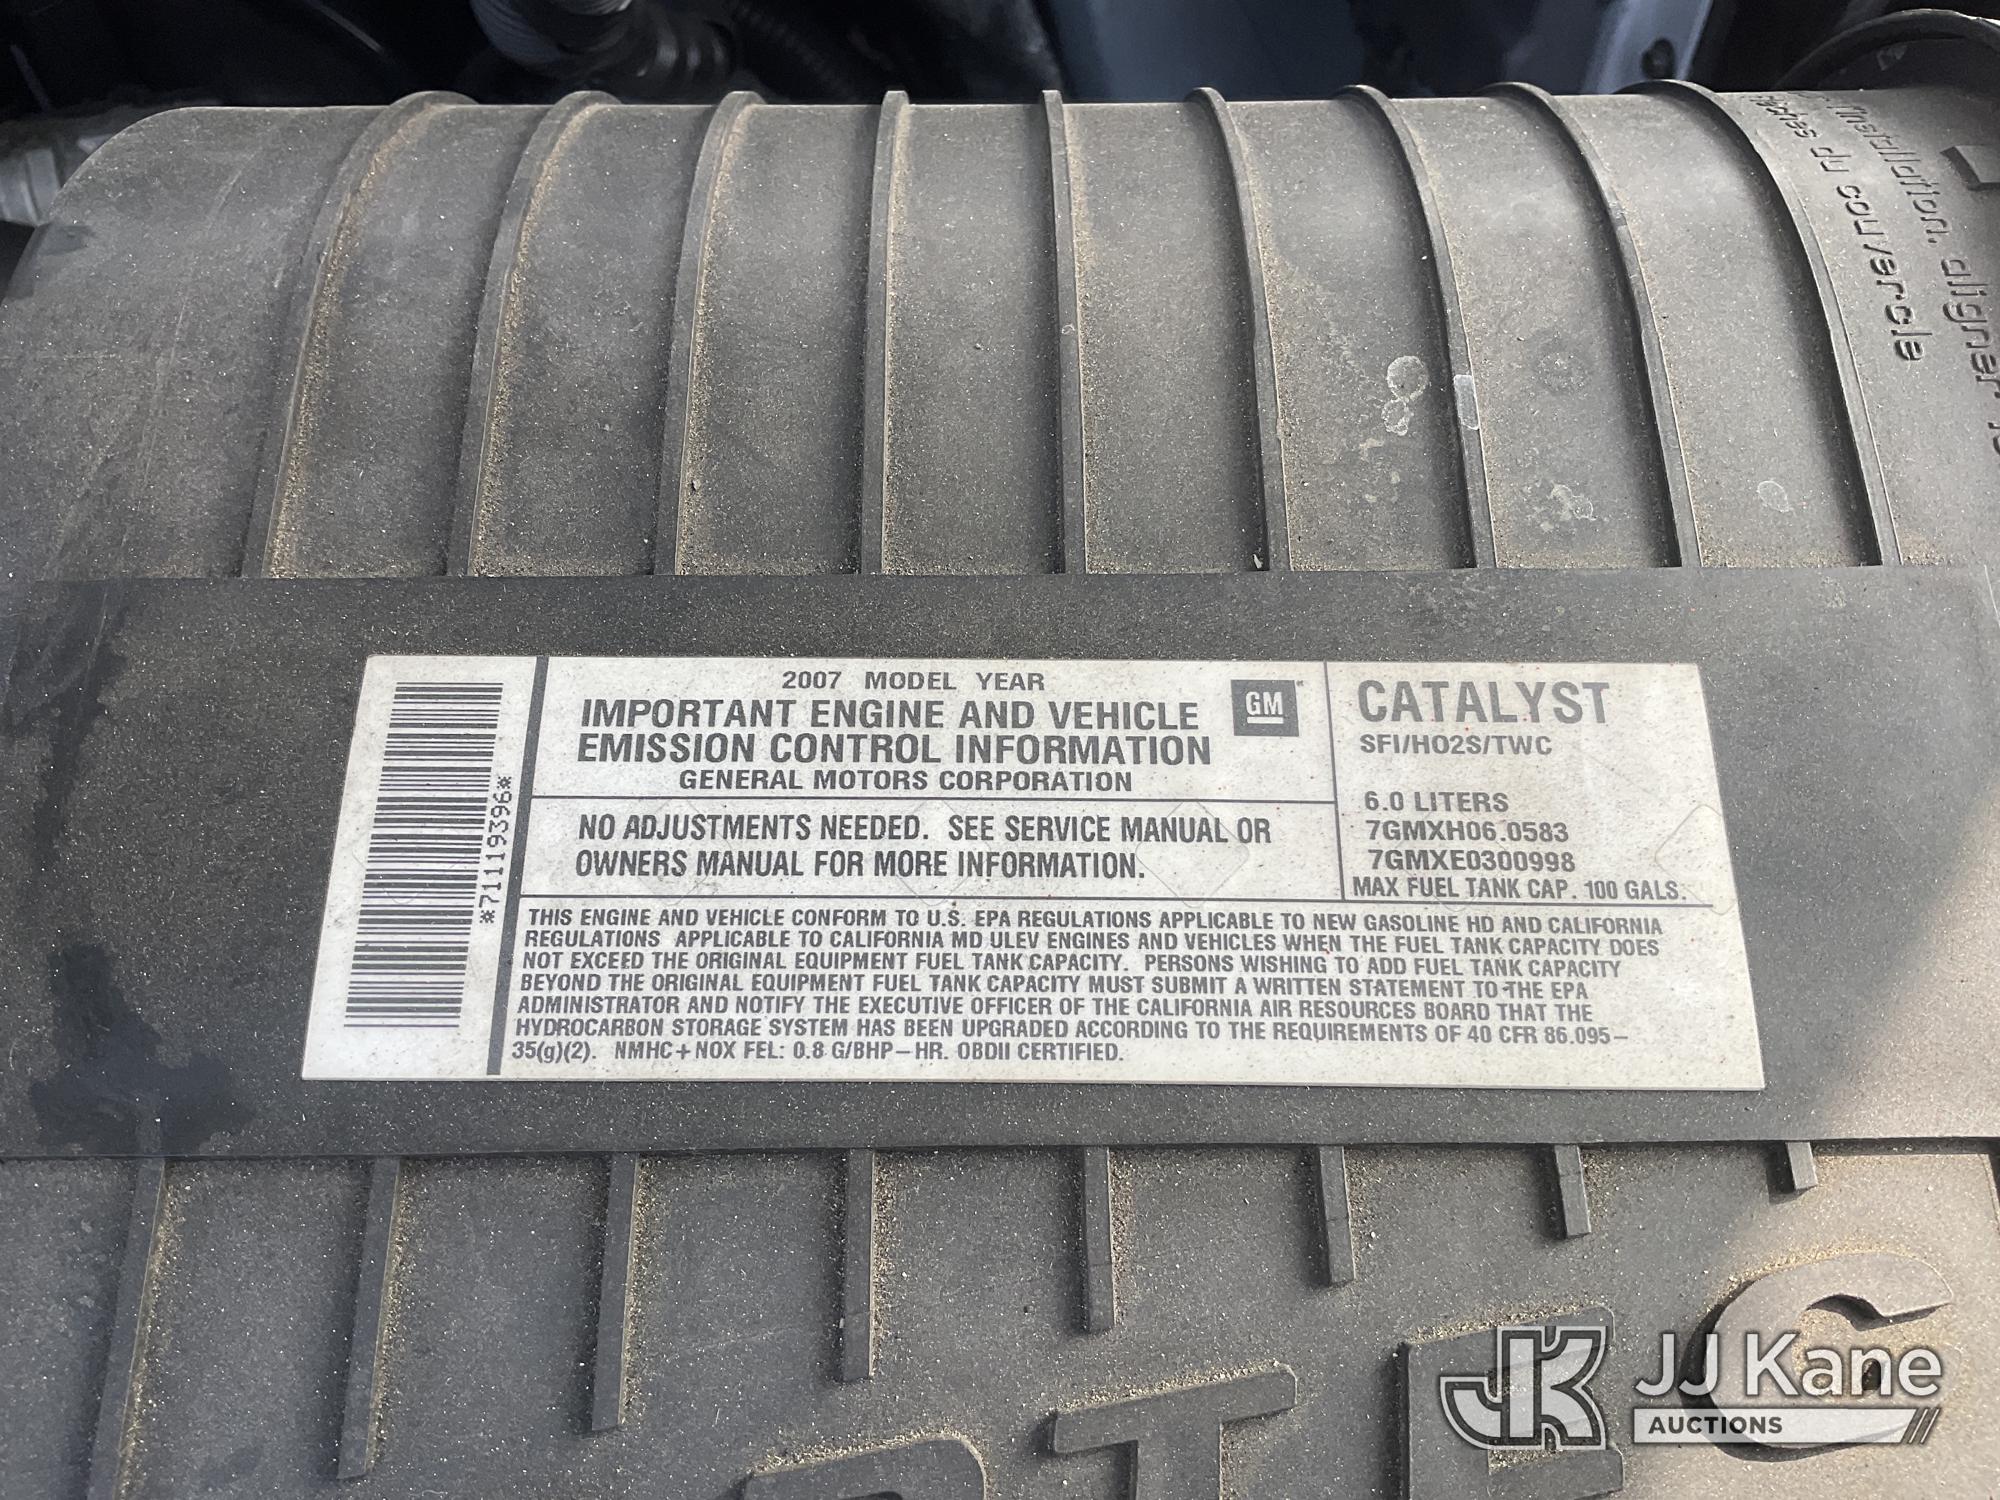 couvercle
2007 MODEL YEAR
IMPORTANT ENGINE AND VEHICLE
EMISSION CONTROL INFORMATION
GENERAL MOTORS CORPORATION
GM
NO ADJUSTMENTS NEEDED. SEE SERVICE MANUAL OR
OWNERS MANUAL FOR MORE INFORMATION.
CATALYST
SFI/HO2S/TWC
6.0 LITERS
7GMXH06.0583
7GMXE0300998
MAX FUEL TANK CAP. 100 GALS.
*711119396*
THIS ENGINE AND VEHICLE CONFORM TO U.S. EPA REGULATIONS APPLICABLE TO NEW GASOLINE HD AND CALIFORNIA
REGULATIONS APPLICABLE TO CALIFORNIA MD ULEV ENGINES AND VEHICLES WHEN THE FUEL TANK CAPACITY DOES
NOT EXCEED THE ORIGINAL EQUIPMENT FUEL TANK CAPACITY. PERSONS WISHING TO ADD FUEL TANK CAPACITY
BEYOND THE ORIGINAL EQUIPMENT FUEL TANK CAPACITY MUST SUBMIT A WRITTEN STATEMENT TO THE EPA
ADMINISTRATOR AND NOTIFY THE EXECUTIVE OFFICER OF THE CALIFORNIA AIR RESOURCES BOARD THAT THE
HYDROCARBON STORAGE SYSTEM HAS BEEN UPGRADED ACCORDING TO THE REQUIREMENTS OF 40 CFR 86.095–
35(g)(2). NMHC+NOX FEL: 0.8 G/BHP–HR. OBDII CERTIFIED.
JK JJ Kane
AUCTIONS